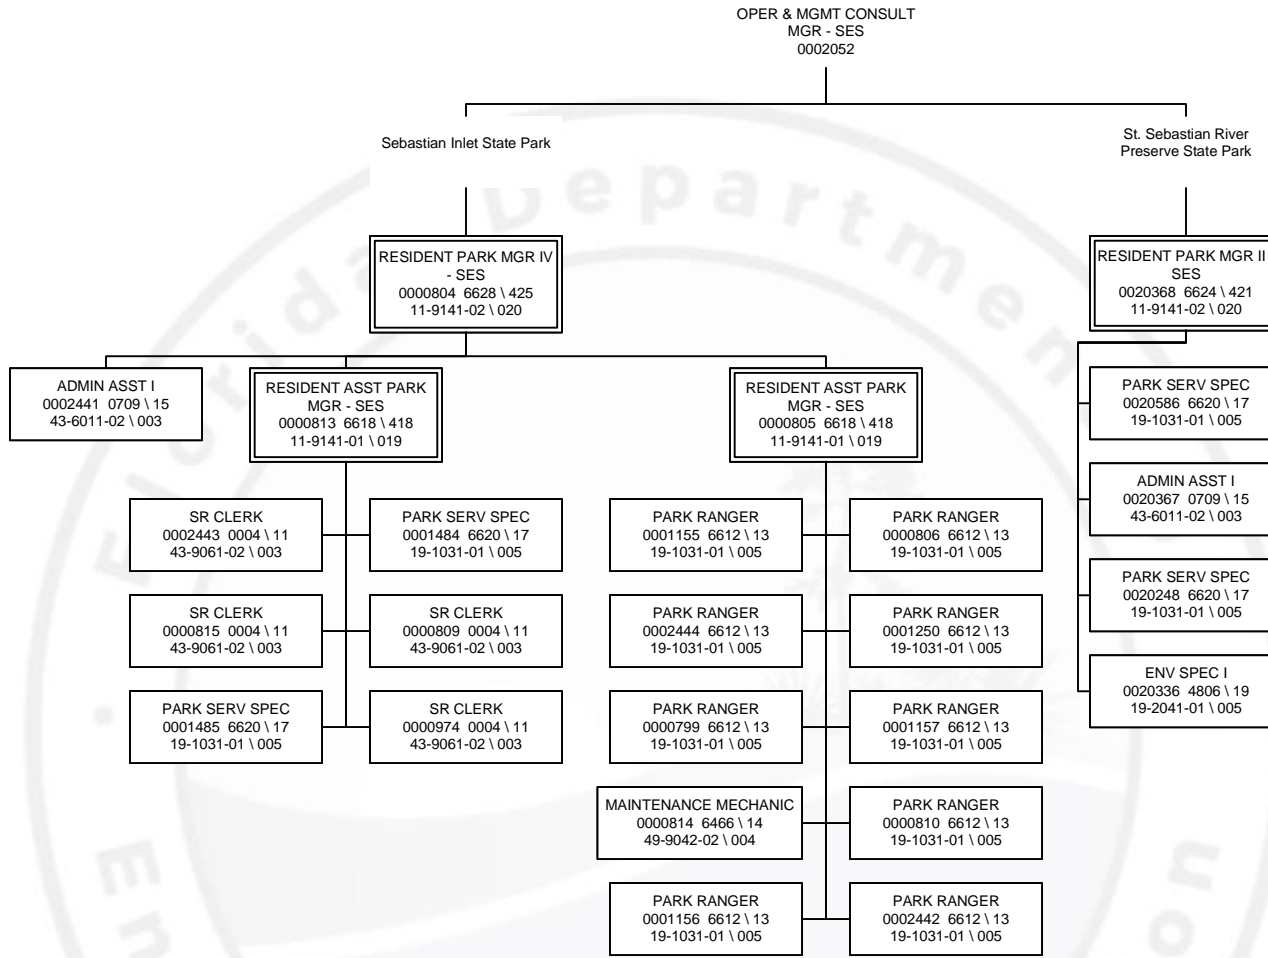 OPER & MGMT CONSULT
MGR - SES
0002052
Sebastian Inlet State Park
St. Sebastian River
Preserve State Park
RESIDENT PARK MGR IV
- SES
0000804 6628 \ 425
11-9141-02 \ 020
RESIDENT PARK MGR II
SES
0020368 6624 \ 421
11-9141-02 \ 020
ADMIN ASST I
0002441 0709 \ 15
43-6011-02 \ 003
RESIDENT ASST PARK
MGR - SES
0000813 6618 \ 418
11-9141-01 \ 019
RESIDENT ASST PARK
MGR - SES
0000805 6618 \ 418
11-9141-01 \ 019
SR CLERK
0002443 0004 \ 11
43-9061-02 \ 003
PARK SERV SPEC
0001484 6620 \ 17
19-1031-01 \ 005
SR CLERK
0000815 0004 \ 11
43-9061-02 \ 003
SR CLERK
0000809 0004 \ 11
43-9061-02 \ 003
PARK SERV SPEC
0001485 6620 \ 17
19-1031-01 \ 005
SR CLERK
0000974 0004 \ 11
43-9061-02 \ 003
PARK RANGER
0001155 6612 \ 13
19-1031-01 \ 005
PARK RANGER
0000806 6612 \ 13
19-1031-01 \ 005
PARK RANGER
0002444 6612 \ 13
19-1031-01 \ 005
PARK RANGER
0001250 6612 \ 13
19-1031-01 \ 005
PARK RANGER
0000799 6612 \ 13
19-1031-01 \ 005
PARK RANGER
0001157 6612 \ 13
19-1031-01 \ 005
MAINTENANCE MECHANIC
0000814 6466 \ 14
49-9042-02 \ 004
PARK RANGER
0000810 6612 \ 13
19-1031-01 \ 005
PARK RANGER
0001156 6612 \ 13
19-1031-01 \ 005
PARK RANGER
0002442 6612 \ 13
19-1031-01 \ 005
PARK SERV SPEC
0020586 6620 \ 17
19-1031-01 \ 005
ADMIN ASST I
0020367 0709 \ 15
43-6011-02 \ 003
PARK SERV SPEC
0020248 6620 \ 17
19-1031-01 \ 005
ENV SPEC I
0020336 4806 \ 19
19-2041-01 \ 005
Florida Department